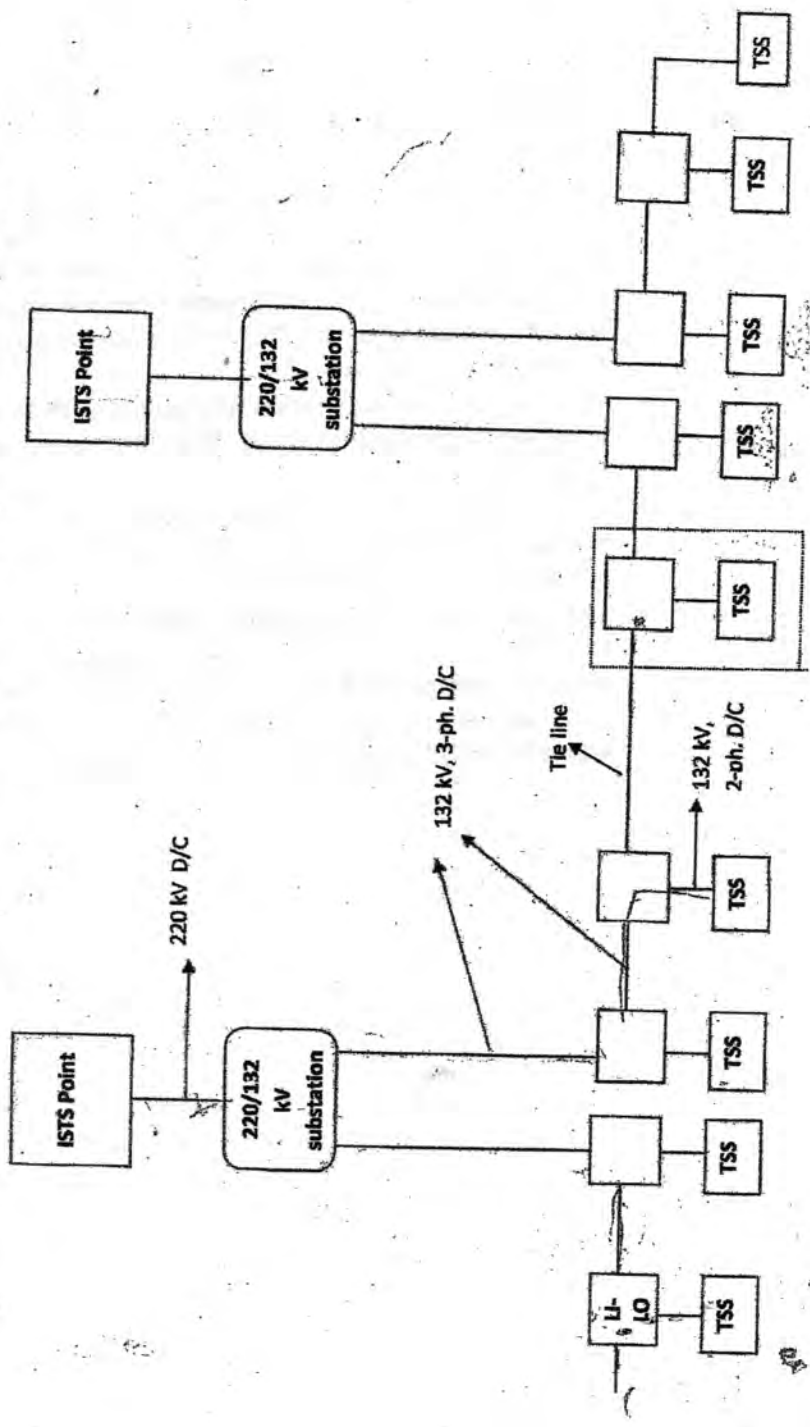 ISTS Point
220 kV D/C
220/132
kV
substation
132 kV, 3-ph. D/C
LI-
LO
TSS
TSS
TSS
TSS
132 kV,
2-ph. D/C
Tie line
TSS
TSS
ISTS Point
220/132
kV
substation
TSS
TSS
TSS